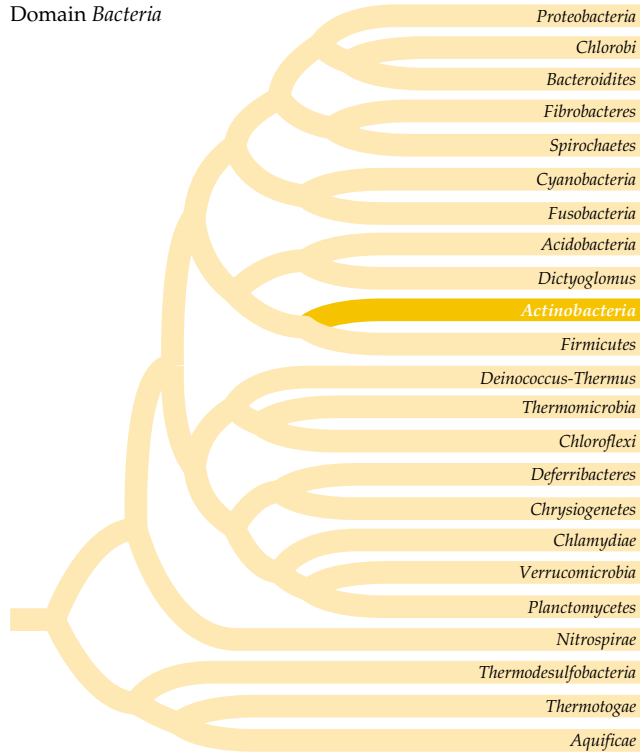 Domain Bacteria
Proteobacteria
Chlorobi
Bacteroidites
Fibrobacteres
Spirochaetes
Cyanobacteria
Fusobacteria
Acidobacteria
Dictyoglomus
Actinobacteria
Firmicutes
Deinococcus-Thermus
Thermomicrobia
Chloroflexi
Deferribacteres
Chrysiogenetes
Chlamydiae
Verrucomicrobia
Planctomycetes
Nitrospirae
Thermodesulfobacteria
Thermotogae
Aquificae